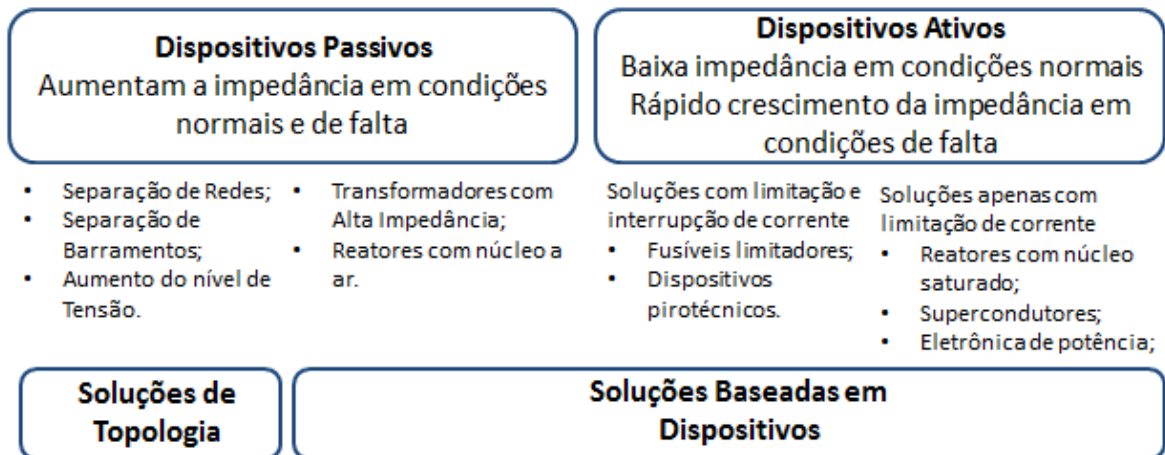 Dispositivos Passivos
Aumentam a impedância em condições
normais e de falta
Dispositivos Ativos
Baixa impedância em condições normais
Rápido crescimento da impedância em
condições de falta
• Separação de Redes;
• Separação de
Barramentos;
• Aumento do nível de
Tensão.
• Transformadores com
Alta Impedância;
• Reatores com núcleo a
ar.
Soluções com limitação e
interrupção de corrente
• Fusíveis limitadores;
• Dispositivos
pirotécnicos.
Soluções apenas com
limitação de corrente
• Reatores com núcleo
saturado;
• Supercondutores;
• Eletrônica de potência;
Soluções de
Topologia
Soluções Baseadas em
Dispositivos